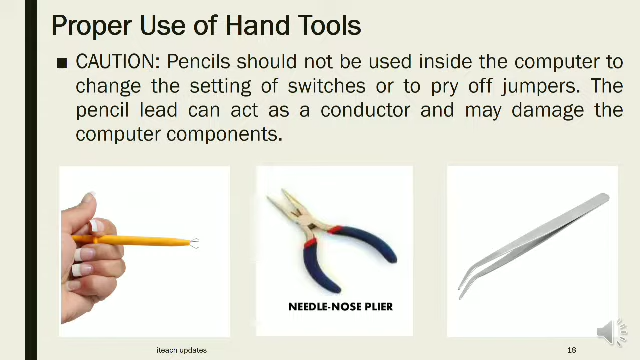 Proper Use of Hand Tools
■ CAUTION: Pencils should not be used inside the computer to
change the setting of switches or to pry off jumpers. The
pencil lead can act as a conductor and may damage the
computer components.
NEEDLE-NOSE PLIER
iteach updates
18